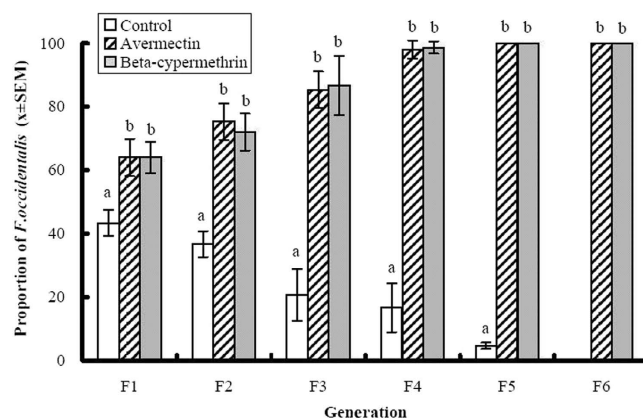 Proportion of F.occidentalis (x±SEM)
100
80
60
40
20
0
Control
Avermectin
Beta-cypermethrin
a b b
a b b
a b b
a b b
a b b
b b
F1 F2 F3 F4 F5 F6
Generation